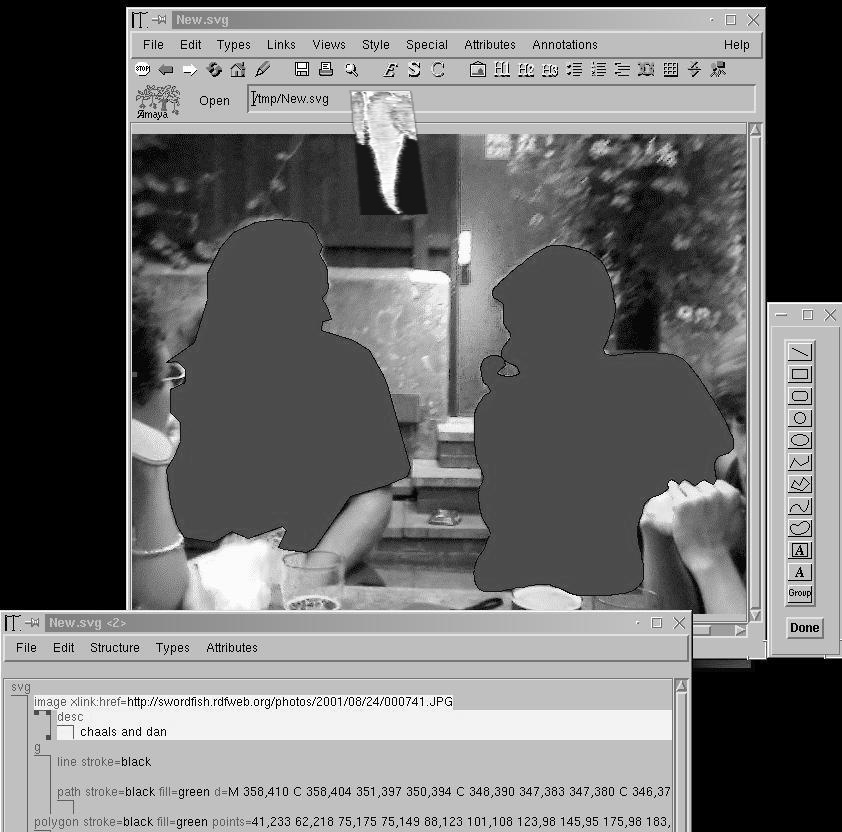 New.svg
File Edit Types Links Views Style Special Attributes Annotations Help
STOP E S C H1 H2 H3
Amaya Open /tmp/New.svg
A
A
Group
Done
New.svg <2>
File Edit Structure Types Attributes
svg
image xlink:href=http://swordfish.rdfweb.org/photos/2001/08/24/000741.JPG
desc
chaals and dan
g
line stroke=black
path stroke=black fill=green d=M 358,410 C 358,404 351,397 350,394 C 348,390 347,383 347,380 C 346,37
polygon stroke=black fill=green points=41,233 62,218 75,175 75,149 88,123 101,108 123,98 145,95 175,98 183,